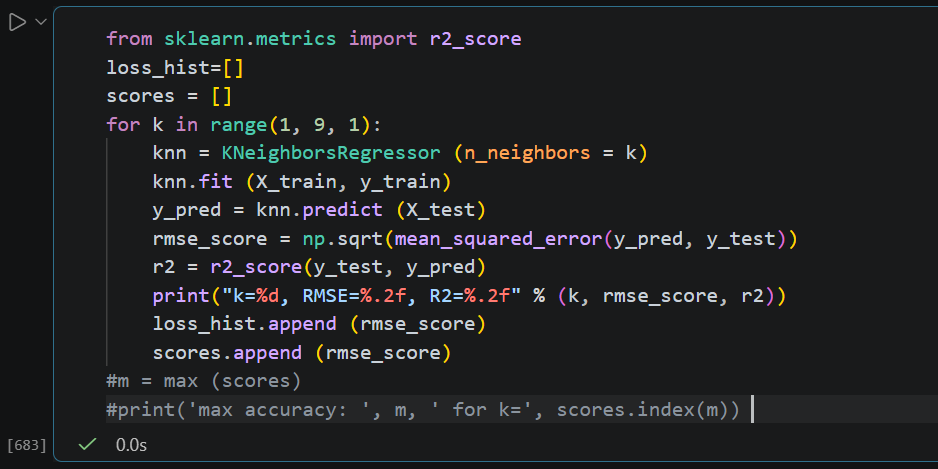 from sklearn.metrics import r2_score
loss_hist=[]
scores = []
for k in range(1, 9, 1):
    knn = KNeighborsRegressor (n_neighbors = k)
    knn.fit (X_train, y_train)
    y_pred = knn.predict (X_test)
    rmse_score = np.sqrt(mean_squared_error(y_pred, y_test))
    r2 = r2_score(y_test, y_pred)
    print("k=%d, RMSE=%.2f, R2=%.2f" % (k, rmse_score, r2))
    loss_hist.append (rmse_score)
    scores.append (rmse_score)
#m = max (scores)
#print('max accuracy: ', m, ' for k=', scores.index(m))
[683] 0.0s